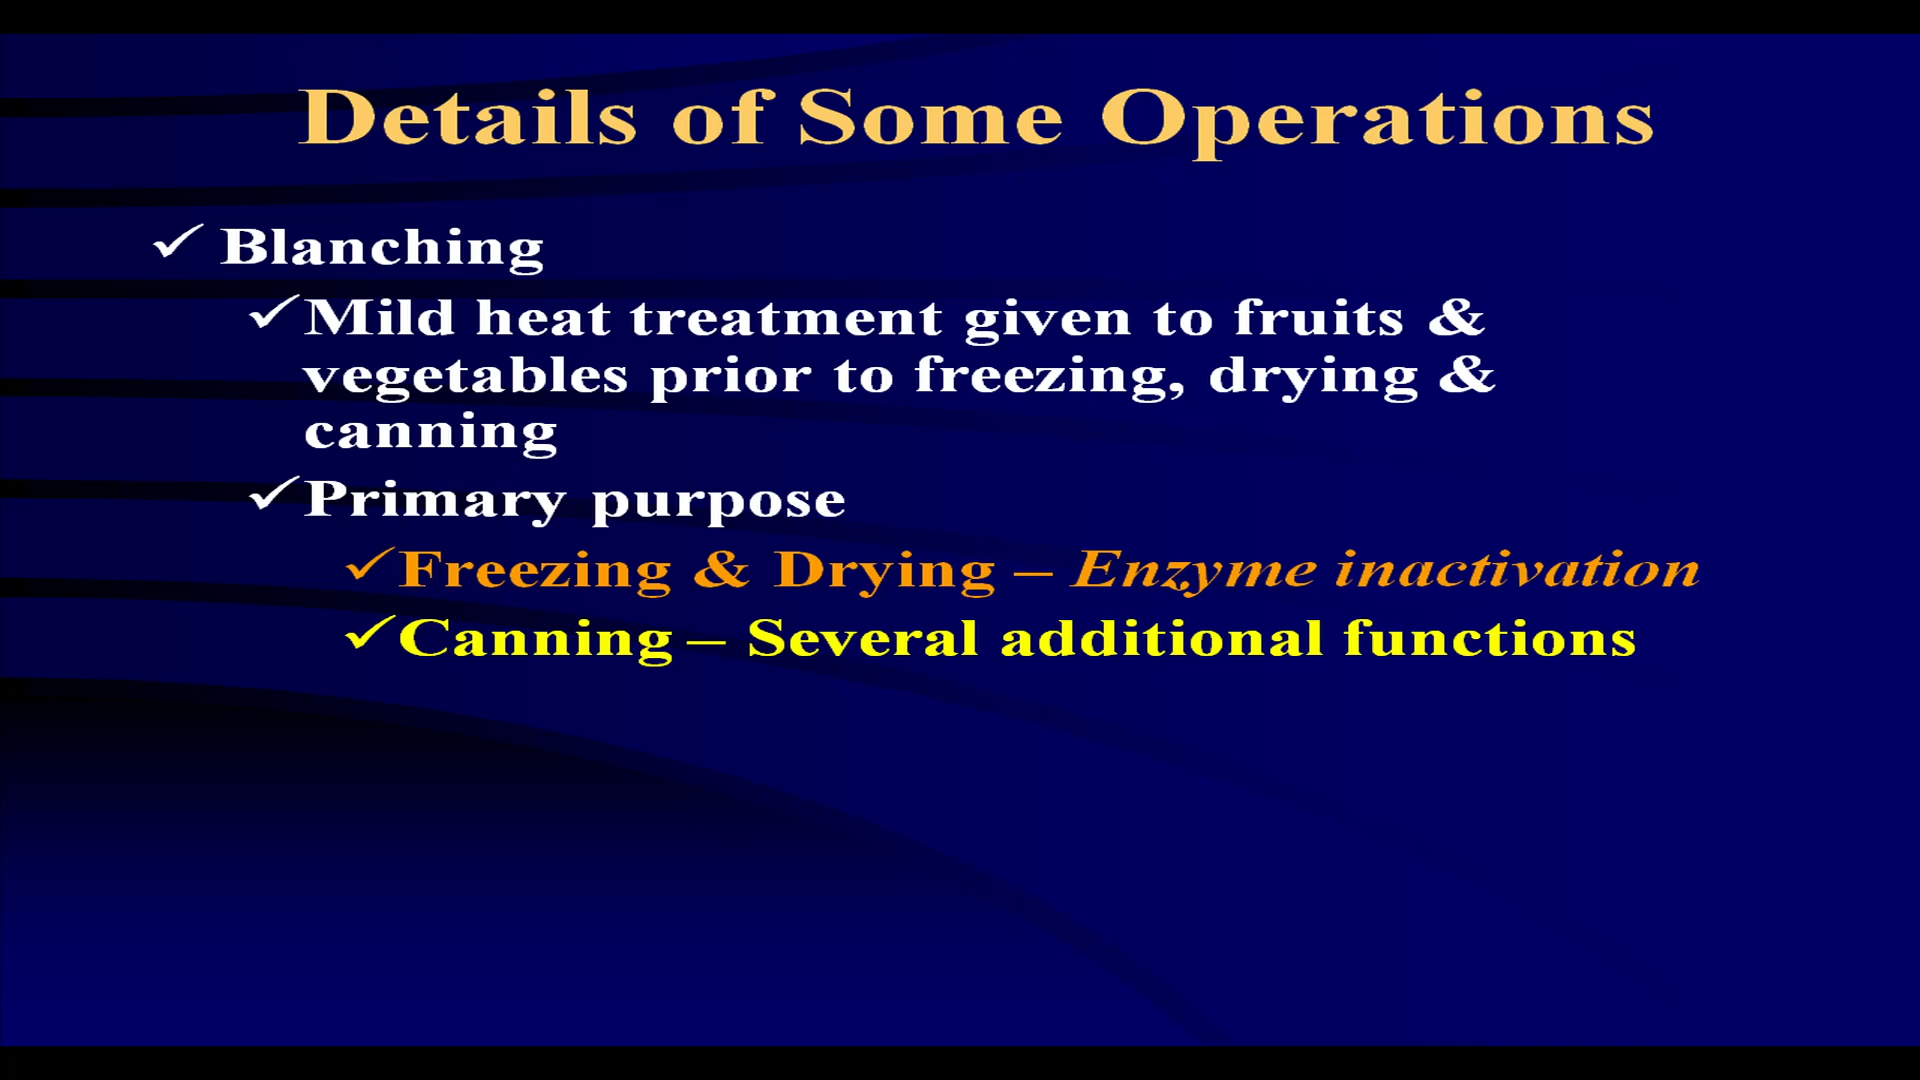 Details of Some Operations
✓ Blanching
✓ Mild heat treatment given to fruits &
vegetables prior to freezing, drying &
canning
✓ Primary purpose
✓ Freezing & Drying – Enzyme inactivation
✓ Canning – Several additional functions